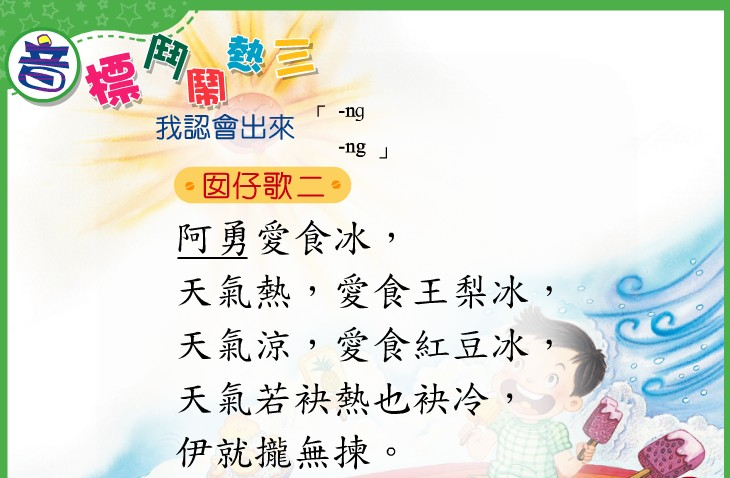 音標鬥鬧熱三
我認會出來「 -ng
-ng 」
囡仔歌二
阿勇愛食冰，
天氣熱，愛食王梨冰，
天氣涼，愛食紅豆冰，
天氣若袂熱也袂冷，
伊就攏無揀。